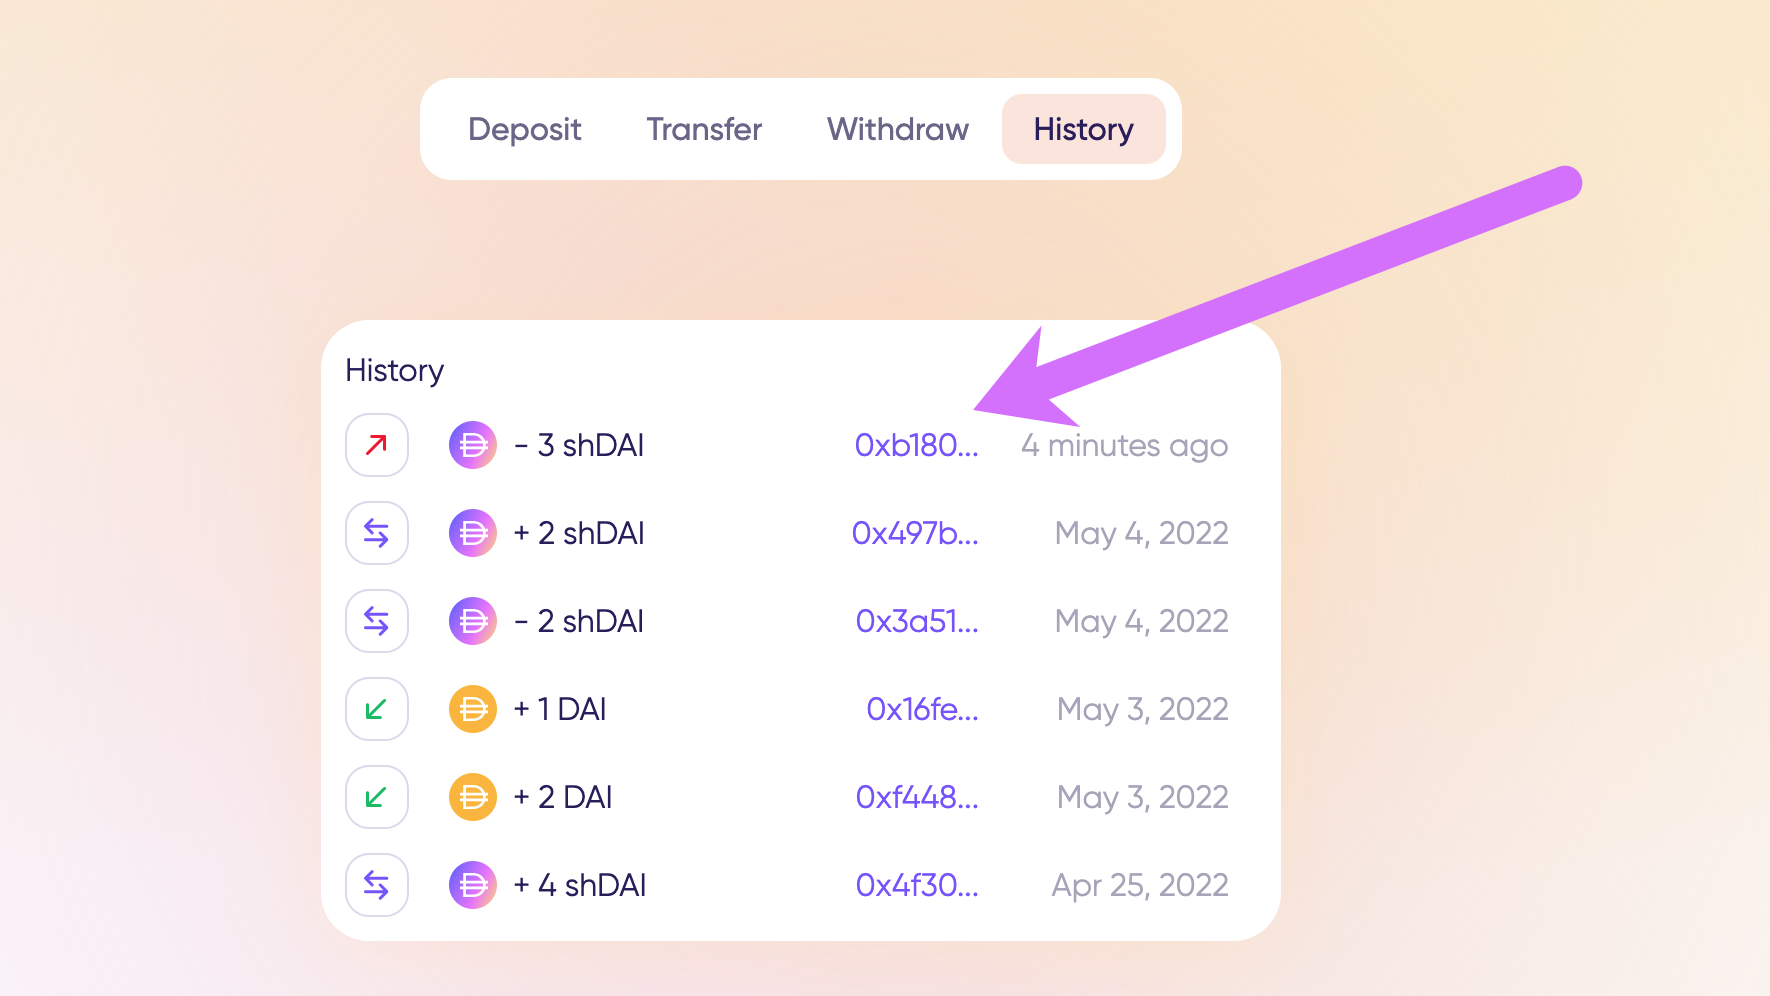 Deposit Transfer Withdraw History
History
- 3 shDAI 0xb180... 4 minutes ago
+ 2 shDAI 0x497b... May 4, 2022
- 2 shDAI 0x3a51... May 4, 2022
+ 1 DAI 0x16fe... May 3, 2022
+ 2 DAI 0xf448... May 3, 2022
+ 4 shDAI 0x4f30... Apr 25, 2022